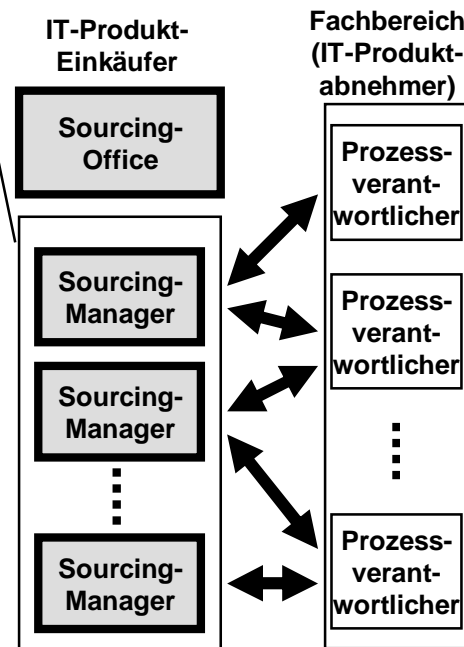 IT-Produkt-
Einkäufer
Sourcing-
Office
Sourcing-
Manager
Sourcing-
Manager
Sourcing-
Manager
Fachbereich
(IT-Produkt-
abnehmer)
Prozess-
verant-
wortlicher
Prozess-
verant-
wortlicher
Prozess-
verant-
wortlicher